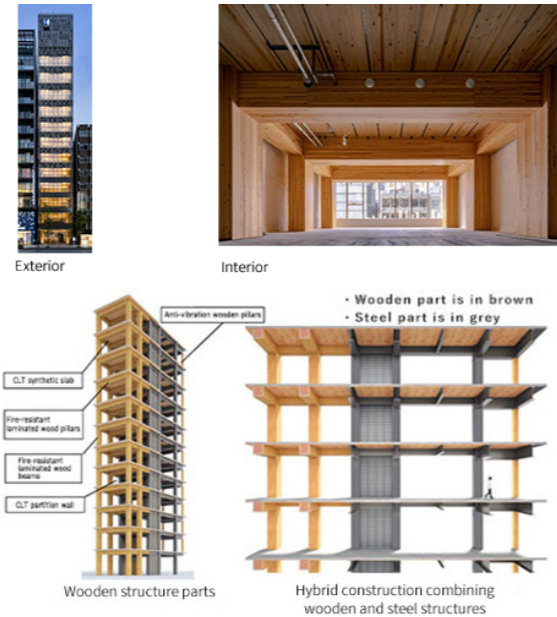 Exterior
Interior
Anti-vibration wooden pillars
CLT synthetic slab
Fire-resistant
laminated wood pillars
Fire-resistant
laminated wood
beams
CLT partition wall
Wooden structure parts
・Wooden part is in brown
・Steel part is in grey
Hybrid construction combining
wooden and steel structures